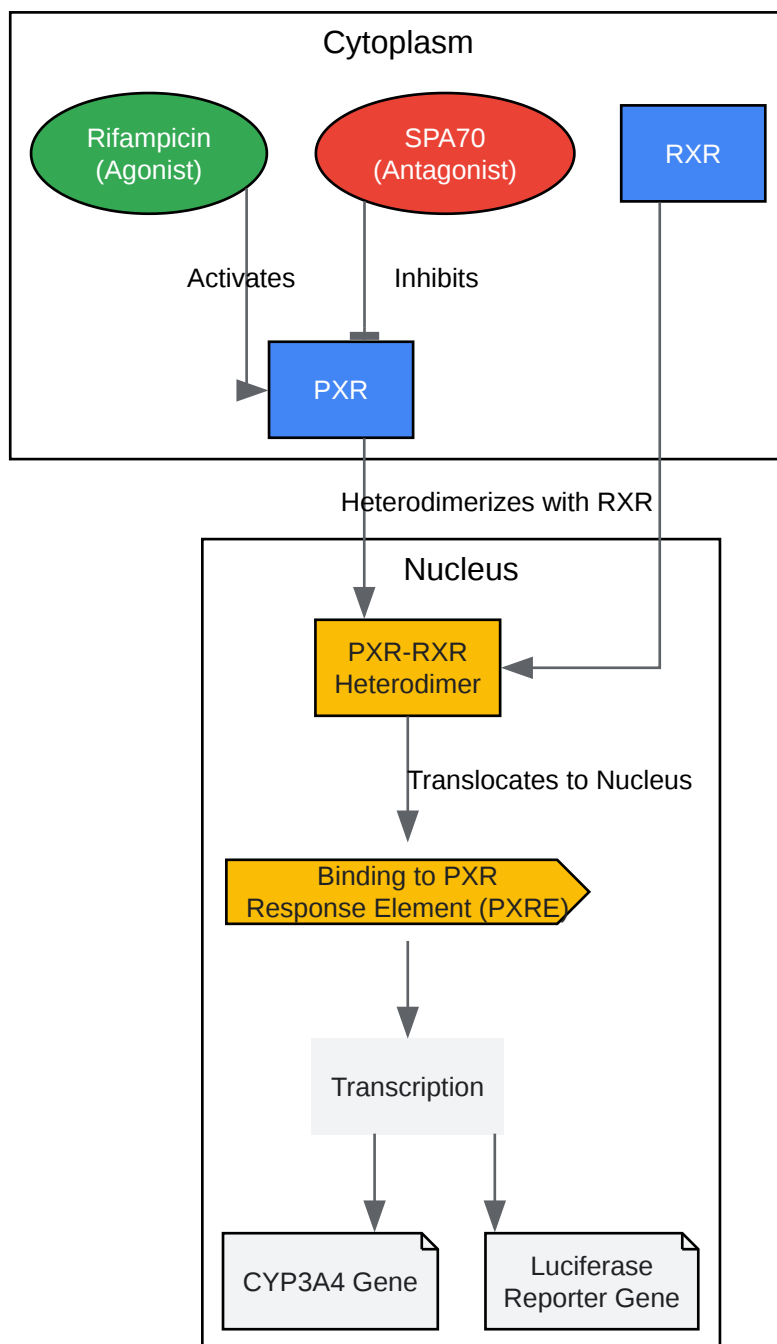 Cytoplasm
Rifampicin
(Agonist)
SPA70
(Antagonist)
RXR
Activates
Inhibits
PXR
Heterodimerizes with RXR
Nucleus
PXR-RXR
Heterodimer
Translocates to Nucleus
Binding to PXR
Response Element (PXRE)
Transcription
CYP3A4 Gene
Luciferase
Reporter Gene